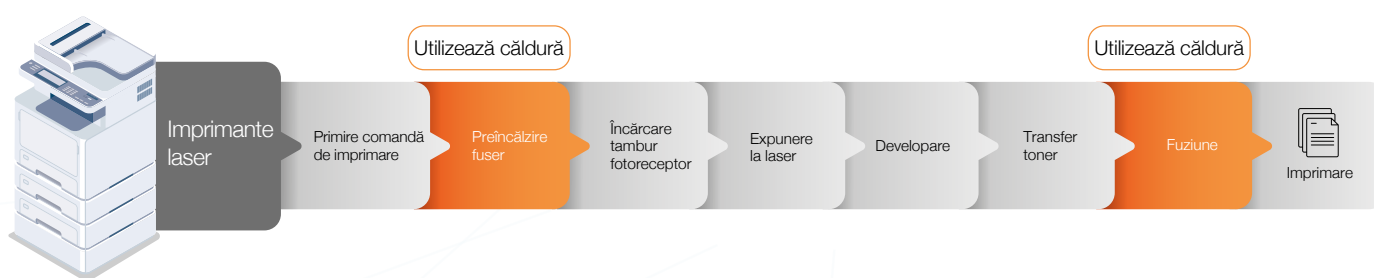 Utilizează căldură
Utilizează căldură
Imprimante
laser
Primire comandă
de imprimare
Preîncălzire
fuser
Încărcare
tambur
fotoreceptor
Expunere
la laser
Developare
Transfer
toner
Fuziune
Imprimare